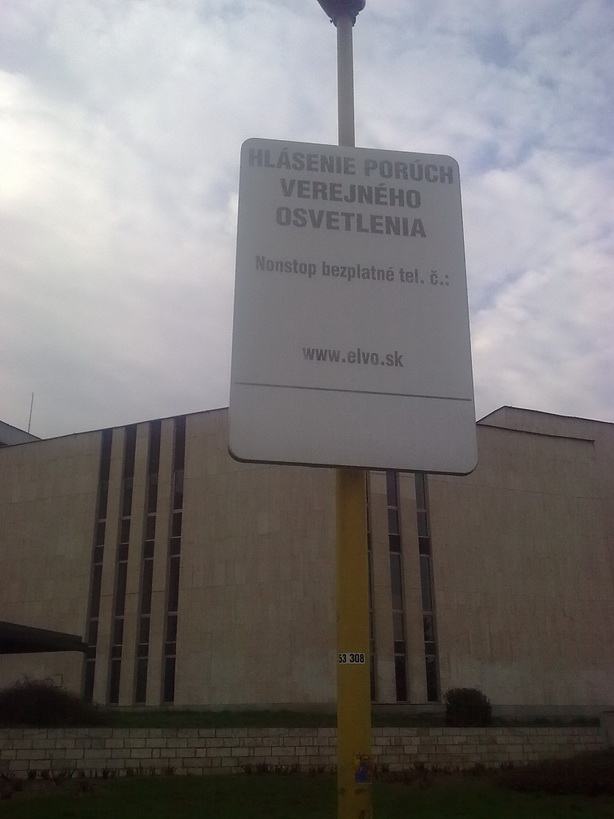 HLÁSENIE PORÚCH
VEREJNÉHO
OSVETLENIA
Nonstop bezplatné tel. č.:
www.elvo.sk
53 308